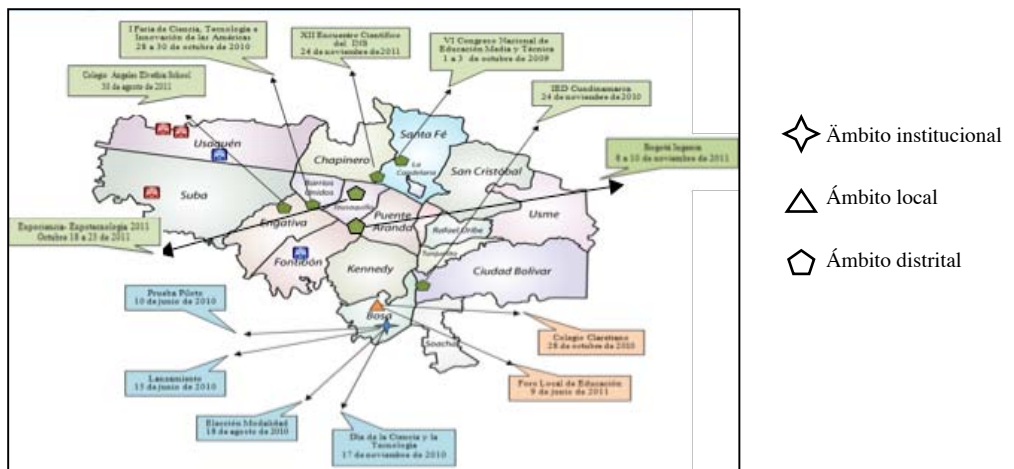 I Feria de Ciencia, Tecnología e
Innovación de las Américas
28 a 30 de octubre de 2010
XII Encuentro Científico
del DIS
24 de noviembre de 2011
VI Congreso Nacional de
Educación Media y Técnica
1 a 3 de octubre de 2009
Colegio Angeles Elvethia School
30 de agosto de 2011
IED Cundinamarca
24 de noviembre de 2010
Bogotá Ingenia
8 a 10 de noviembre de 2011
Usaquén
Chapinero
Santa Fé
La
Candelaria
San Cristóbal
Suba
Barrios
Unidos
Teusaquillo
Engativa
Puente
Aranda
Rafael Uribe
Usme
Experiencia- Expotecnología 2011
Octubre 18 a 23 de 2011
Fontibón
Kennedy
Tunjuelito
Ciudad Bolívar
Bosa
Soacha
Prueba Piloto
10 de junio de 2010
Lanzamiento
15 de junio de 2010
Elección Modalidad
18 de agosto de 2010
Día de la Ciencia y la
Tecnología
17 de noviembre de 2010
Colegio Claretiano
28 de octubre de 2010
Foro Local de Educación
9 de junio de 2011
Ämbito institucional
Ámbito local
Ámbito distrital